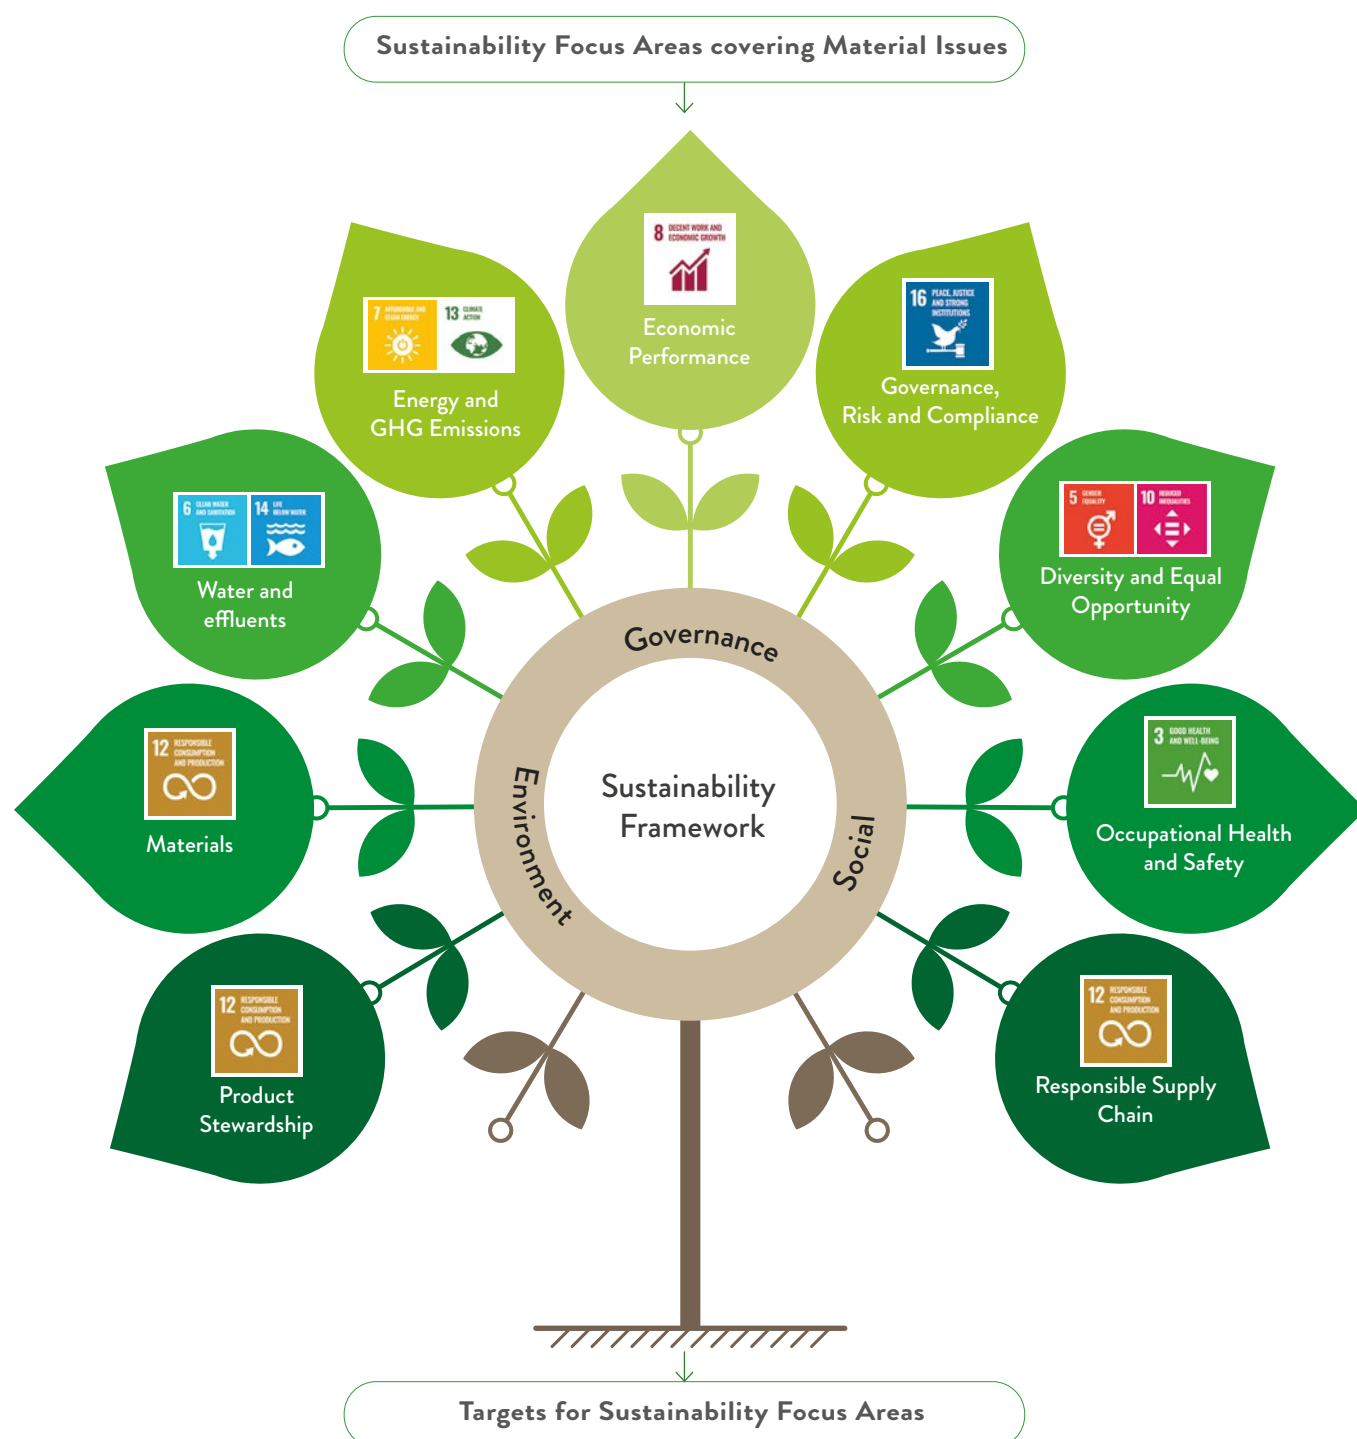 Sustainability Focus Areas covering Material Issues
8 DECENT WORK AND
ECONOMIC GROWTH
Economic
Performance
7 AFFORDABLE AND
CLEAN ENERGY
13 CLIMATE
ACTION
Energy and
GHG Emissions
16 PEACE, JUSTICE
AND STRONG
INSTITUTIONS
Governance,
Risk and Compliance
6 CLEAN WATER
AND SANITATION
14 LIFE
BELOW WATER
Water and
effluents
5 GENDER
EQUALITY
10 REDUCED
INEQUALITIES
Diversity and Equal
Opportunity
12 RESPONSIBLE
CONSUMPTION
AND PRODUCTION
Materials
3 GOOD HEALTH
AND WELL-BEING
Occupational Health
and Safety
Governance
Environment
Social
Sustainability
Framework
12 RESPONSIBLE
CONSUMPTION
AND PRODUCTION
Product
Stewardship
12 RESPONSIBLE
CONSUMPTION
AND PRODUCTION
Responsible Supply
Chain
Targets for Sustainability Focus Areas